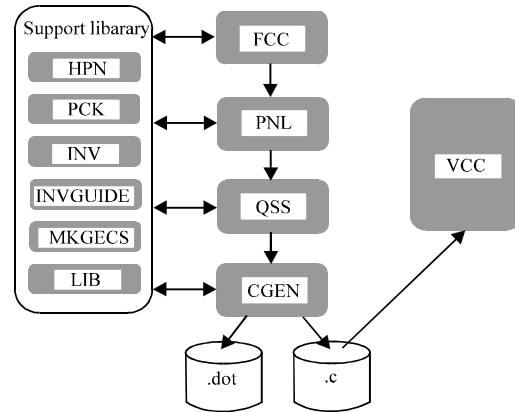 Support libarary
HPN
PCK
INV
INVGUIDE
MKGECS
LIB
FCC
PNL
QSS
CGEN
VCC
.dot
.c